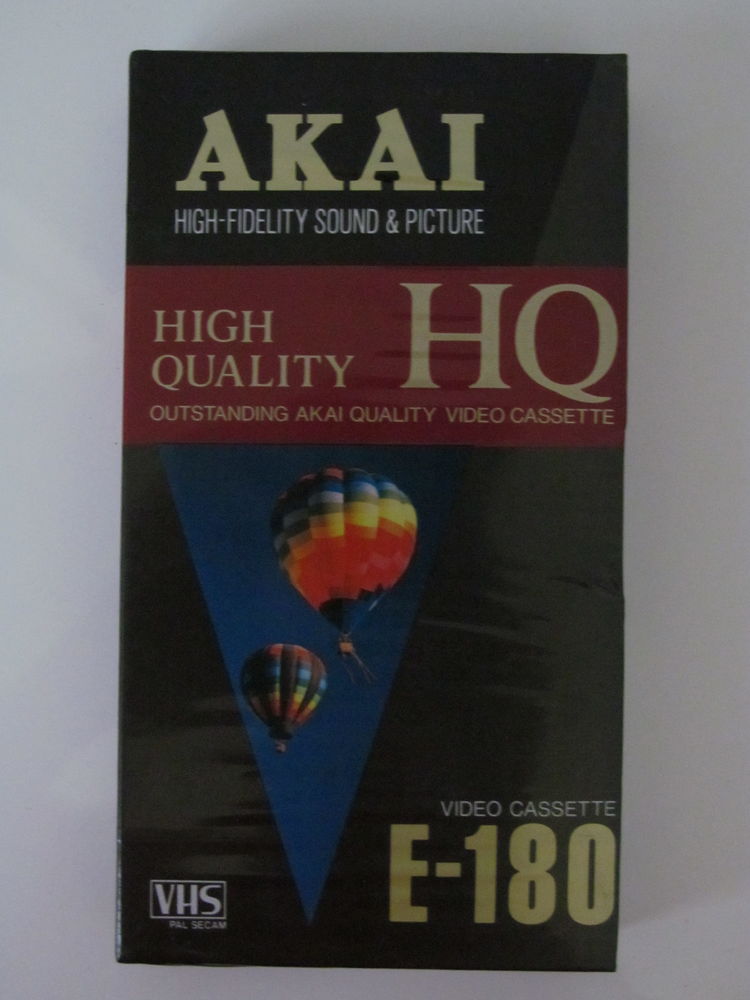 AKAI
HIGH-FIDELITY SOUND & PICTURE
HIGH
QUALITY
HQ
OUTSTANDING AKAI QUALITY VIDEO CASSETTE
VIDEO CASSETTE
E-180
VHS
PAL SECAM